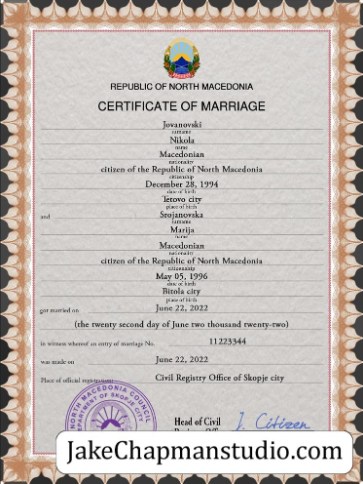 REPUBLIC OF NORTH MACEDONIA
CERTIFICATE OF MARRIAGE
Jovanovski
surname
Nikola
name
Macedonian
nationality
citizen of the Republic of North Macedonia
citizenship
December 28, 1994
date of birth
Tetovo city
place of birth
and Srojanovska
surname
Marija
name
Macedonian
nationality
citizen of the Republic of North Macedonia
citizenship
May 05, 1996
date of birth
Bitola city
place of birth
got married on June 22, 2022
(the twenty second day of June two thousand twenty-two)
in witness whereof an entry of marriage No. 11223344
was made on June 22, 2022
Place of official registration: Civil Registry Office of Skopje city
NORTH MACEDONIA COUNCIL
DEPARTMENT OF SKOPJE CITY
Head of Civil
J. Citizen
JakeChapmanstudio.com